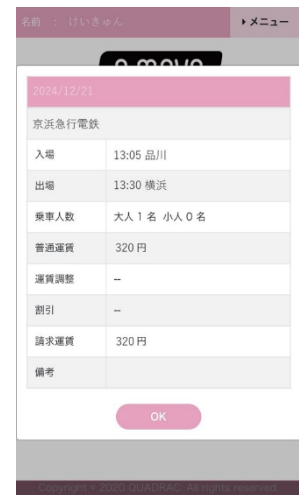 名前 : けいきゅん
メニュー
2024/12/21
京浜急行電鉄
入場 13:05 品川
出場 13:30 横浜
乗車人数 大人 1 名 小人 0 名
普通運賃 320 円
運賃調整 --
割引 --
請求運賃 320 円
備考
OK
Copyright © 2020 QUADRAC. All rights reserved.